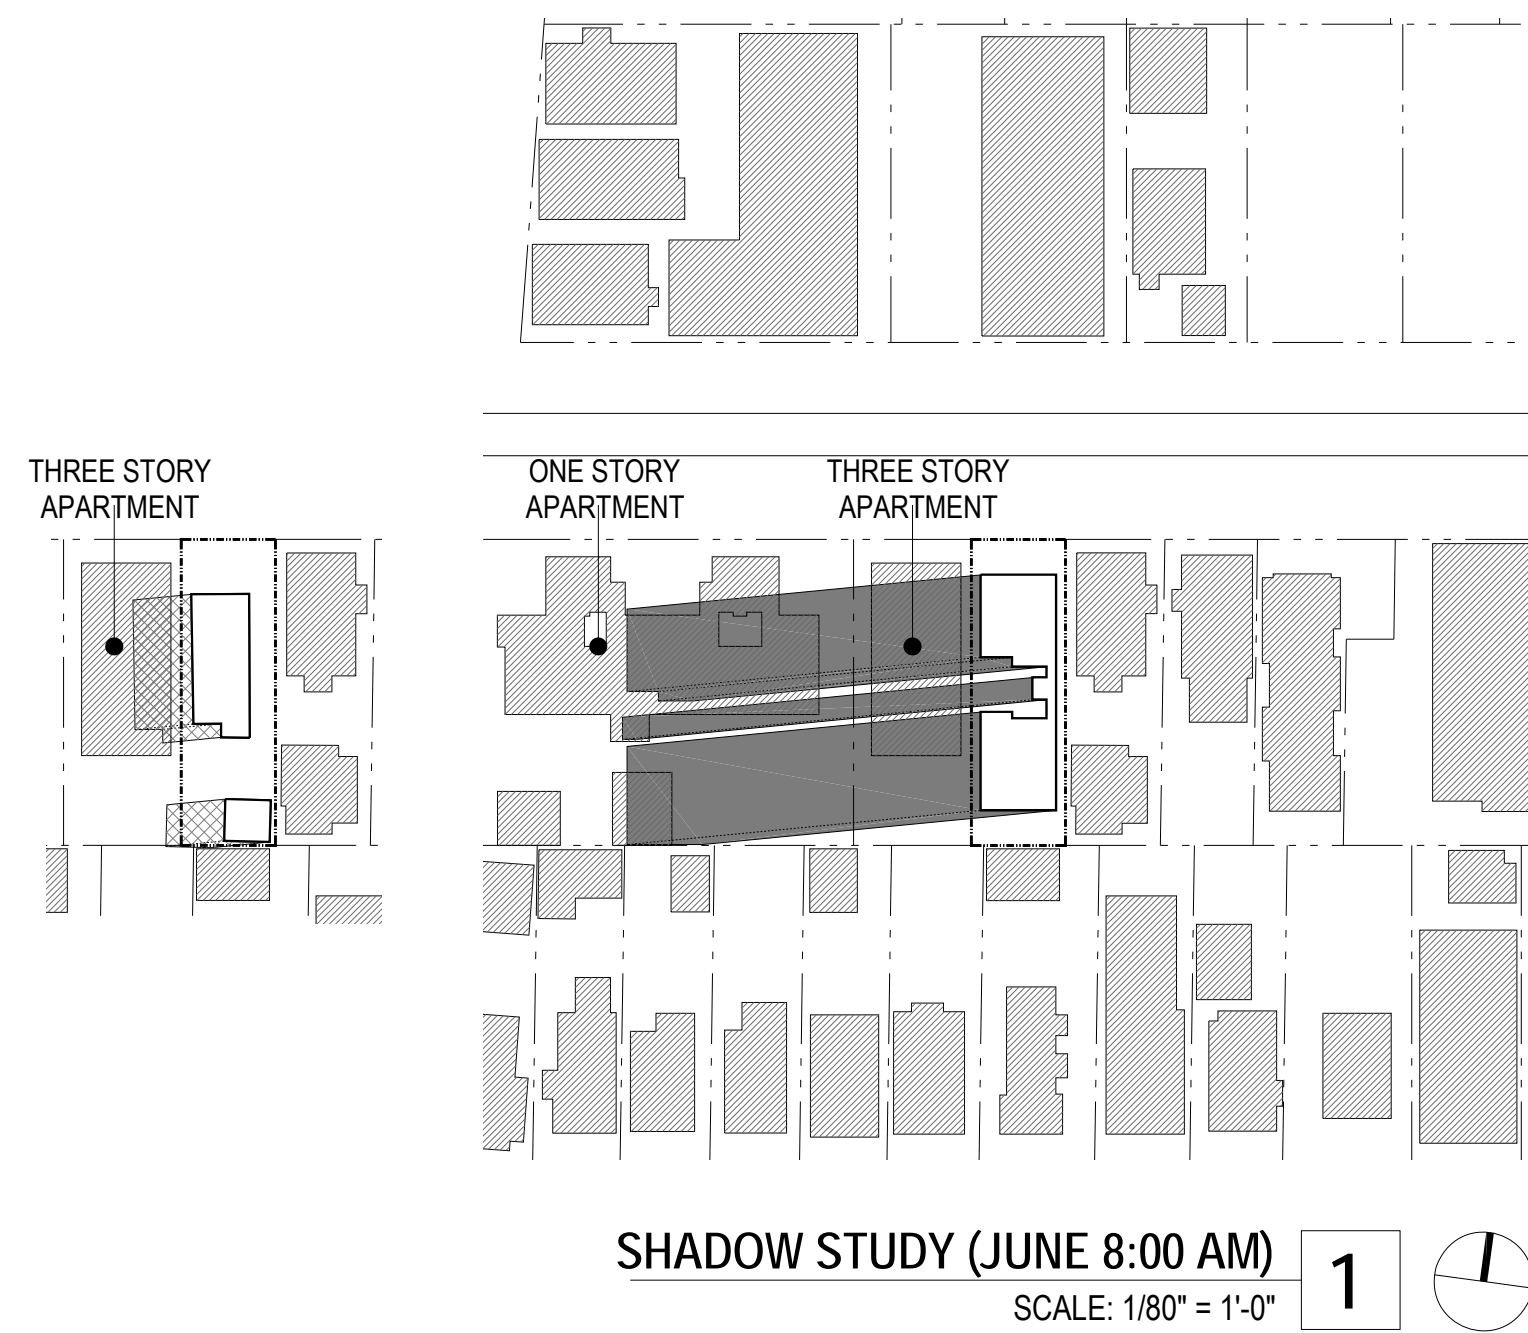 THREE STORY
APARTMENT
ONE STORY
APARTMENT
THREE STORY
APARTMENT
SHADOW STUDY (JUNE 8:00 AM)
SCALE: 1/80" = 1'-0"
1